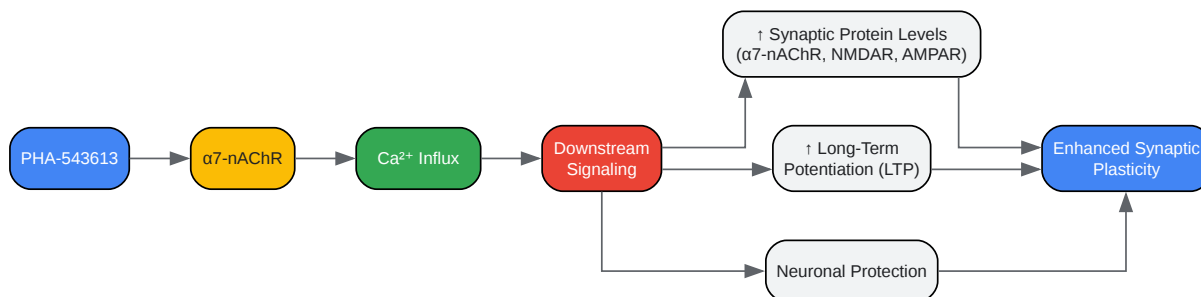 PHA-543613
α7-nAChR
Ca²⁺ Influx
Downstream
Signaling
↑ Synaptic Protein Levels
(α7-nAChR, NMDAR, AMPAR)
↑ Long-Term
Potentiation (LTP)
Neuronal Protection
Enhanced Synaptic
Plasticity